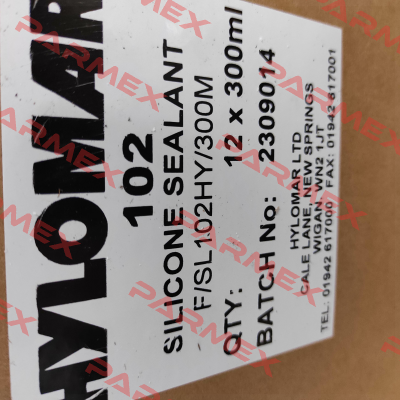 HYLOMAR
102
SILICONE SEALANT
F/SL102HY/300M
QTY: 12 x 300ml
BATCH No: 2309014
HYLOMAR LTD
CALE LANE, NEW SPRINGS
WIGAN, WN2 1JT
TEL: 01942 617000 FAX: 01942 617001
PARMEX
PARMEX
PARMEX
PARMEX
PARMEX
PARMEX